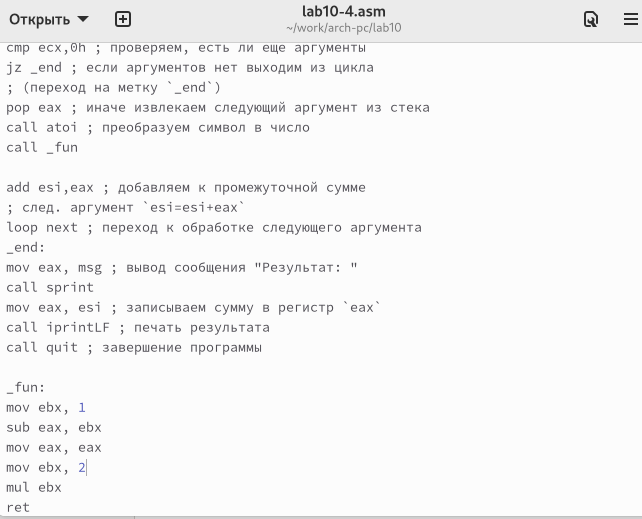 Открыть
lab10-4.asm
~/work/arch-pc/lab10
cmp ecx,0h ; проверяем, есть ли еще аргументы
jz _end ; если аргументов нет выходим из цикла
; (переход на метку `_end`)
pop eax ; иначе извлекаем следующий аргумент из стека
call atoi ; преобразуем символ в число
call _fun
add esi,eax ; добавляем к промежуточной сумме
; след. аргумент `esi=esi+eax`
loop next ; переход к обработке следующего аргумента
_end:
mov eax, msg ; вывод сообщения "Результат: "
call sprint
mov eax, esi ; записываем сумму в регистр `eax`
call iprintLF ; печать результата
call quit ; завершение программы
_fun:
mov ebx, 1
sub eax, ebx
mov eax, eax
mov ebx, 2
mul ebx
ret